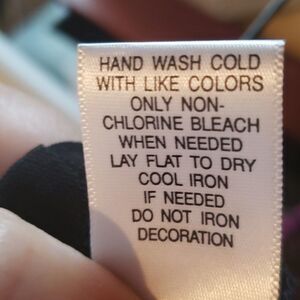 HAND WASH COLD
WITH LIKE COLORS
ONLY NON-
CHLORINE BLEACH
WHEN NEEDED
LAY FLAT TO DRY
COOL IRON
IF NEEDED
DO NOT IRON
DECORATION